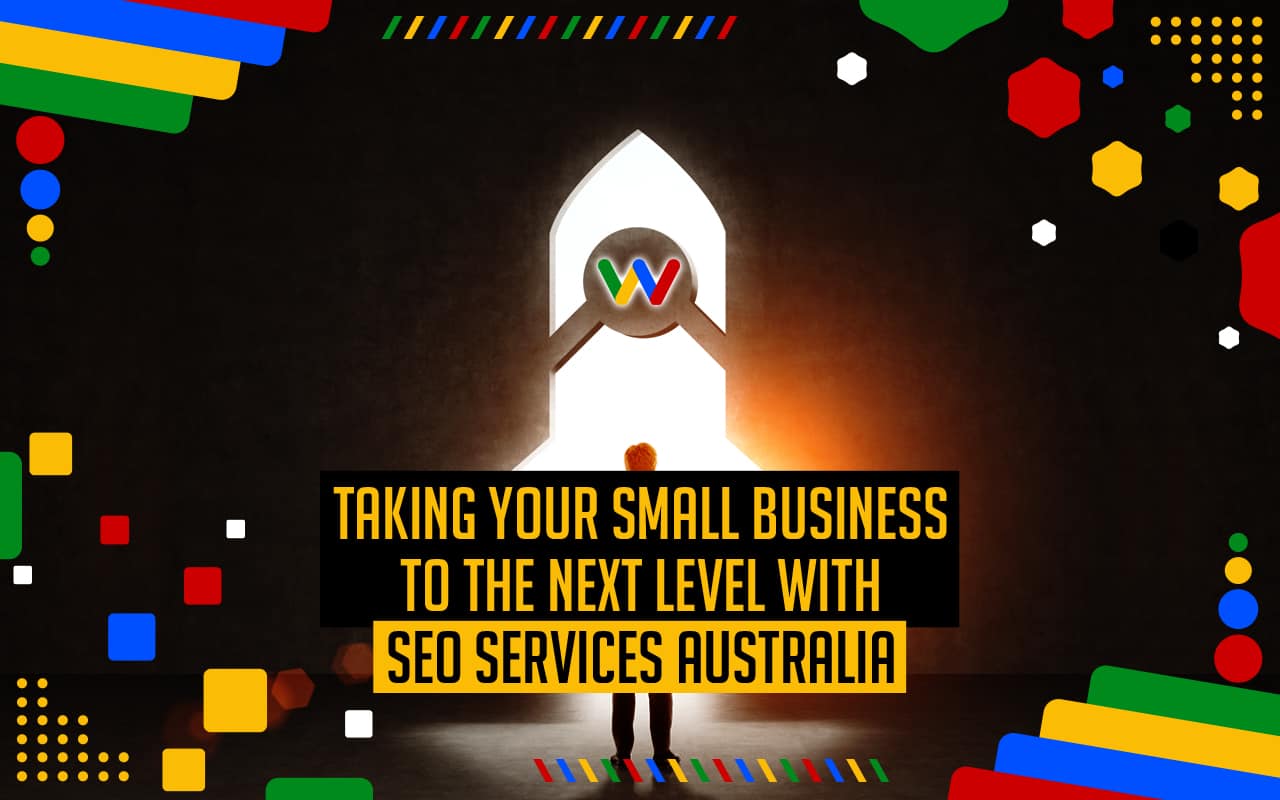 W
TAKING YOUR SMALL BUSINESS
TO THE NEXT LEVEL WITH
SEO SERVICES AUSTRALIA